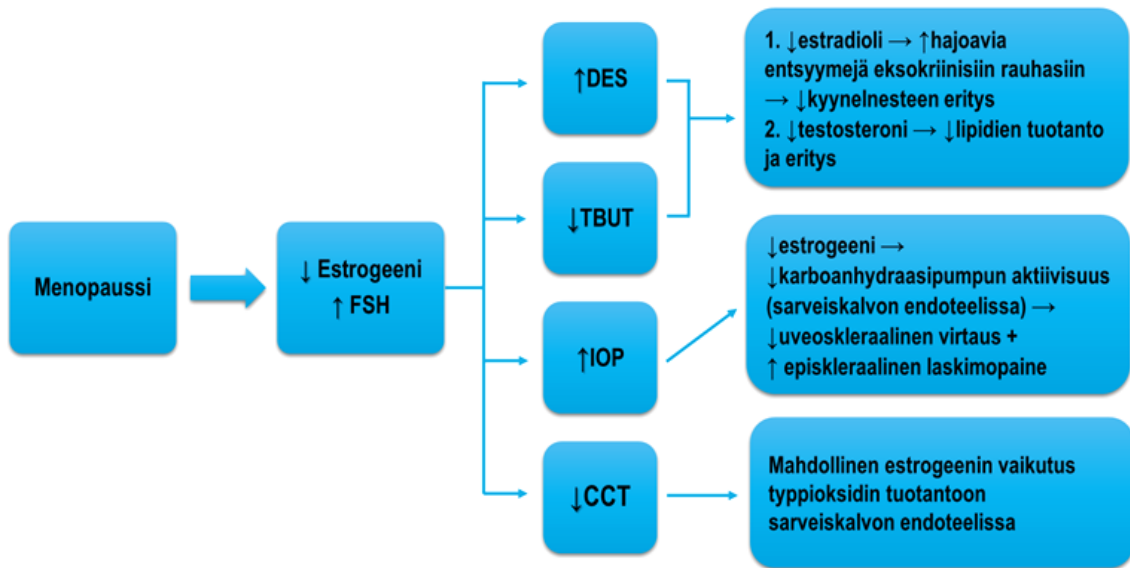 Menopaussi
↓ Estrogeeni
↑ FSH
↑DES
↓TBUT
↑IOP
↓CCT
1. ↓estradioli → ↑hajoavia
entsyymejä eksokriinisiin rauhasiin
→ ↓kyynelnesteen eritys
2. ↓testosteroni → ↓lipidien tuotanto
ja eritys
↓estrogeeni →
↓karboanhydraasipumpun aktiivisuus
(sarveiskalvon endoteelissa) →
↓uveoskleraalinen virtaus +
↑ episkleraalinen laskimopaine
Mahdollinen estrogeenin vaikutus
typpioksidin tuotantoon
sarveiskalvon endoteelissa